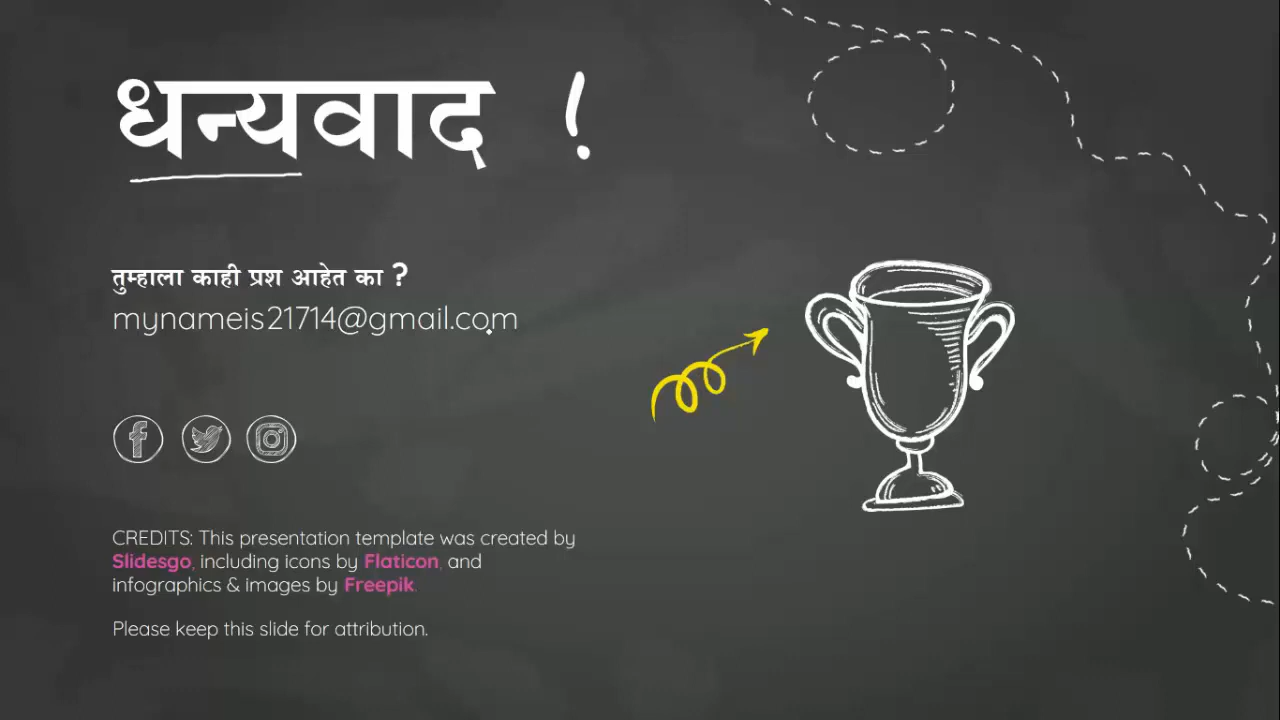 धन्यवाद !
तुम्हाला काही प्रश आहेत का ?
mynameis21714@gmail.com
CREDITS: This presentation template was created by
Slidesgo, including icons by Flaticon, and
infographics & images by Freepik.
Please keep this slide for attribution.